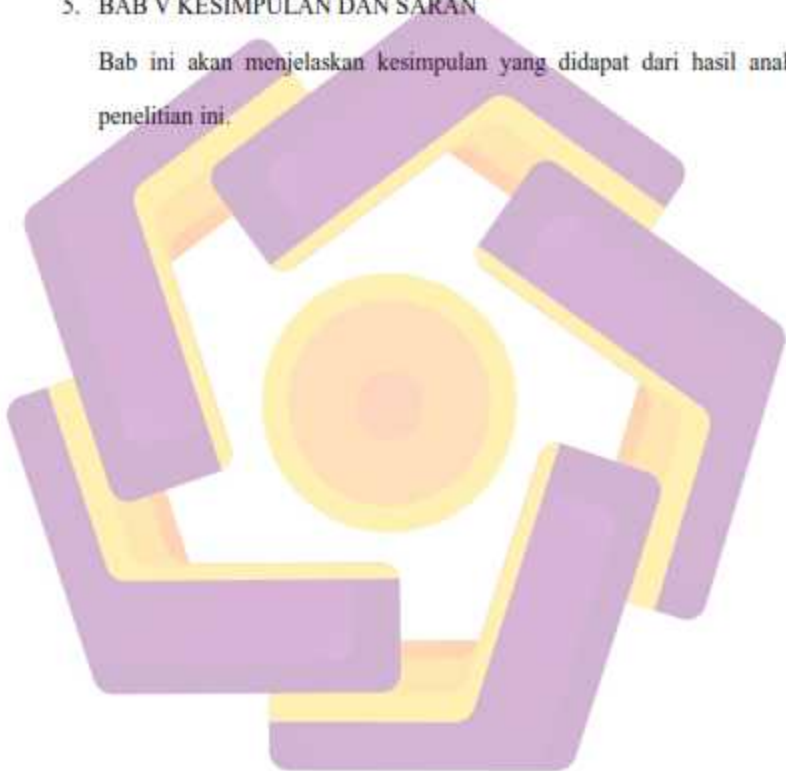 5. BAB V KESIMPULAN DAN SARAN
Bab ini akan menjelaskan kesimpulan yang didapat dari hasil
penelitian ini.